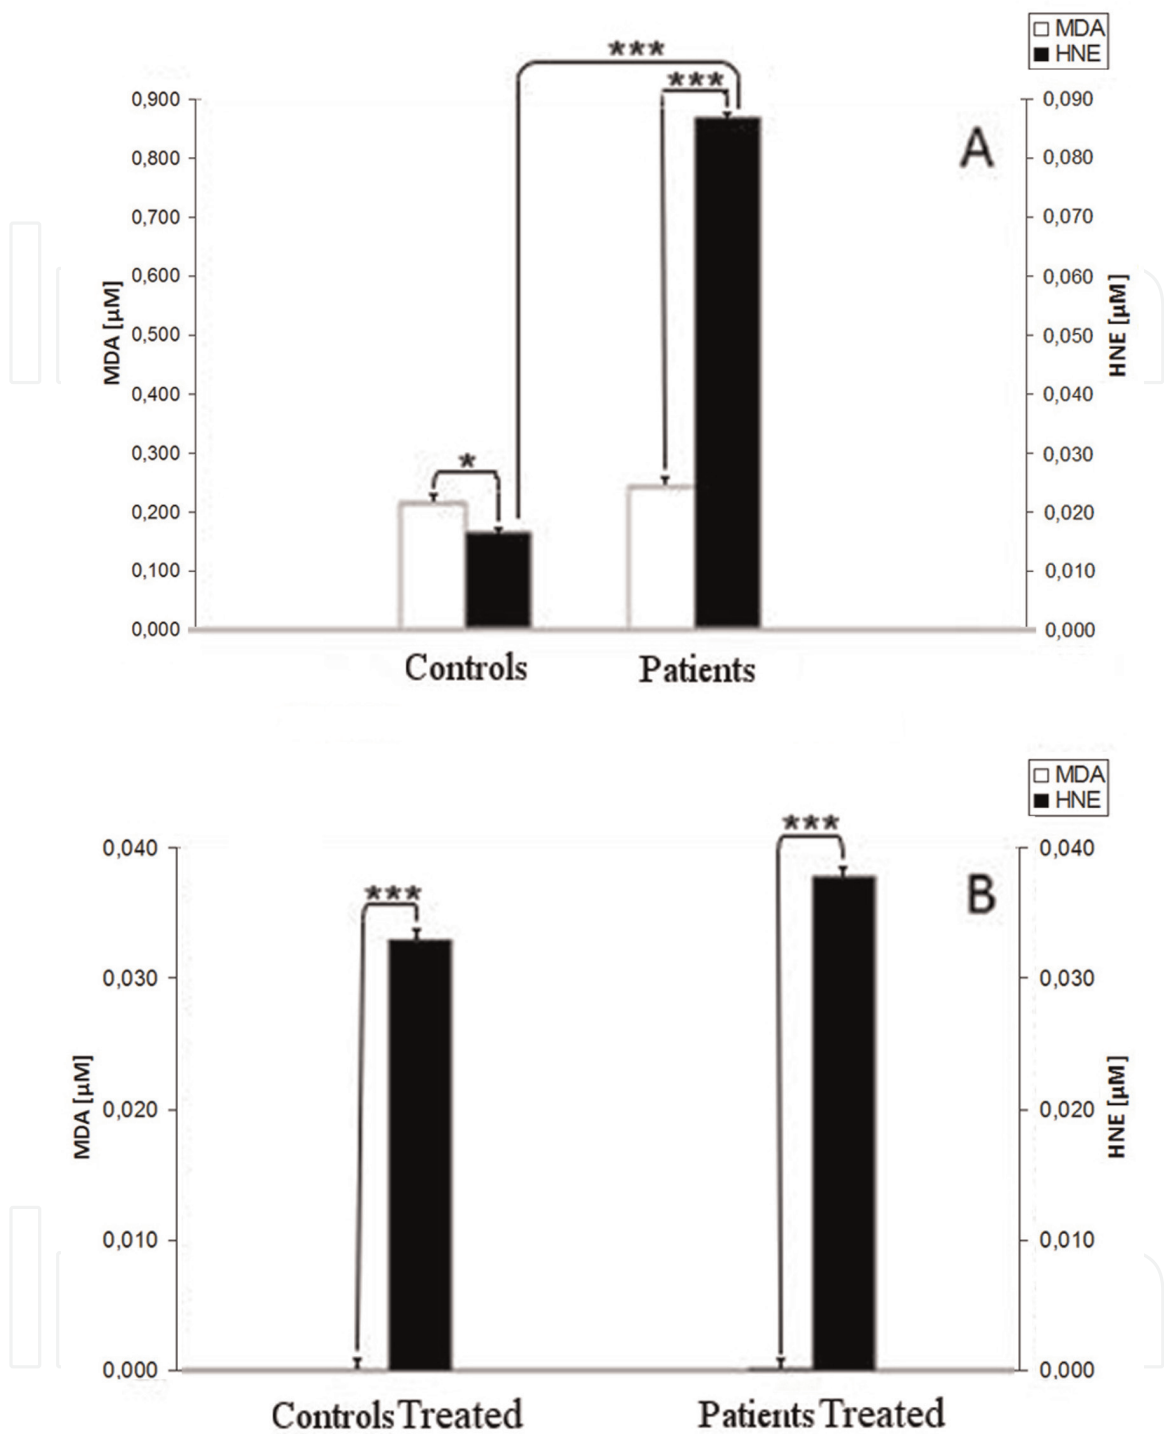 MDA
HNE
***
***
0,900 0,090
A
0,800 0,080
0,700 0,070
0,600 0,060
MDA [µM]
HNE [µM]
0,500 0,050
0,400 0,040
0,300 0,030
*
0,200 0,020
0,100 0,010
0,000 0,000
Controls Patients
MDA
HNE
***
0,040 0,040
***
B
0,030 0,030
MDA [µM]
HNE [µM]
0,020 0,020
0,010 0,010
0,000 0,000
Controls Treated Patients Treated